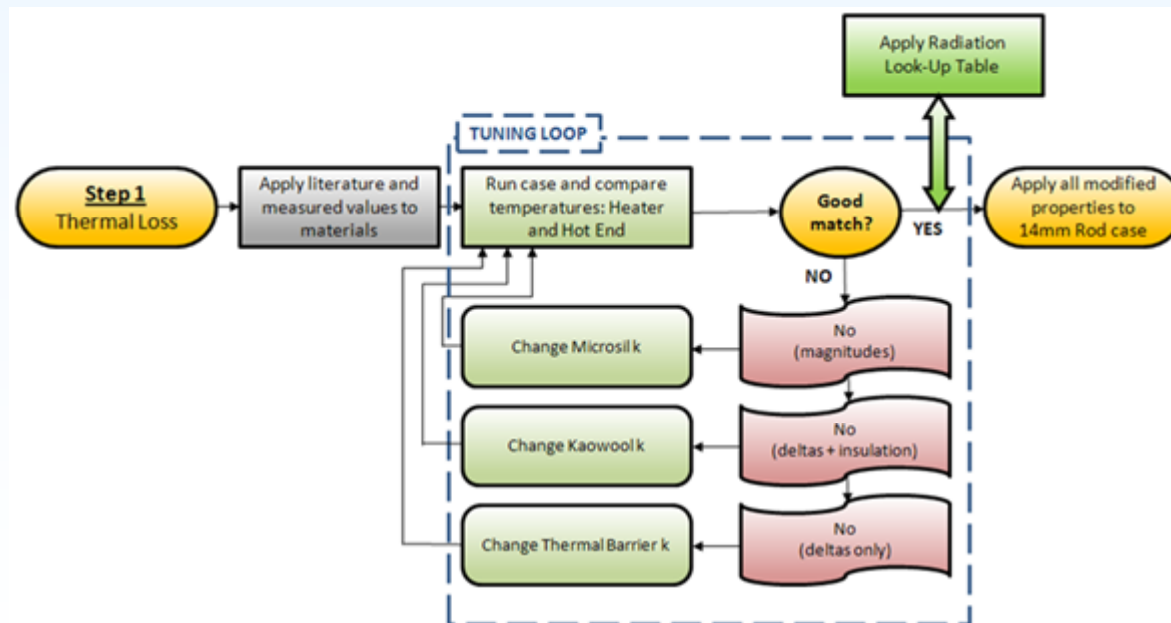 Apply Radiation
Look-Up Table
TUNING LOOP
Step 1
Thermal Loss
Apply literature and
measured values to
materials
Run case and compare
temperatures: Heater
and Hot End
Good
match?
YES
Apply all modified
properties to
14mm Rod case
NO
Change Microsil k
No
(magnitudes)
Change Kaowool k
No
(deltas + insulation)
Change Thermal Barrier k
No
(deltas only)